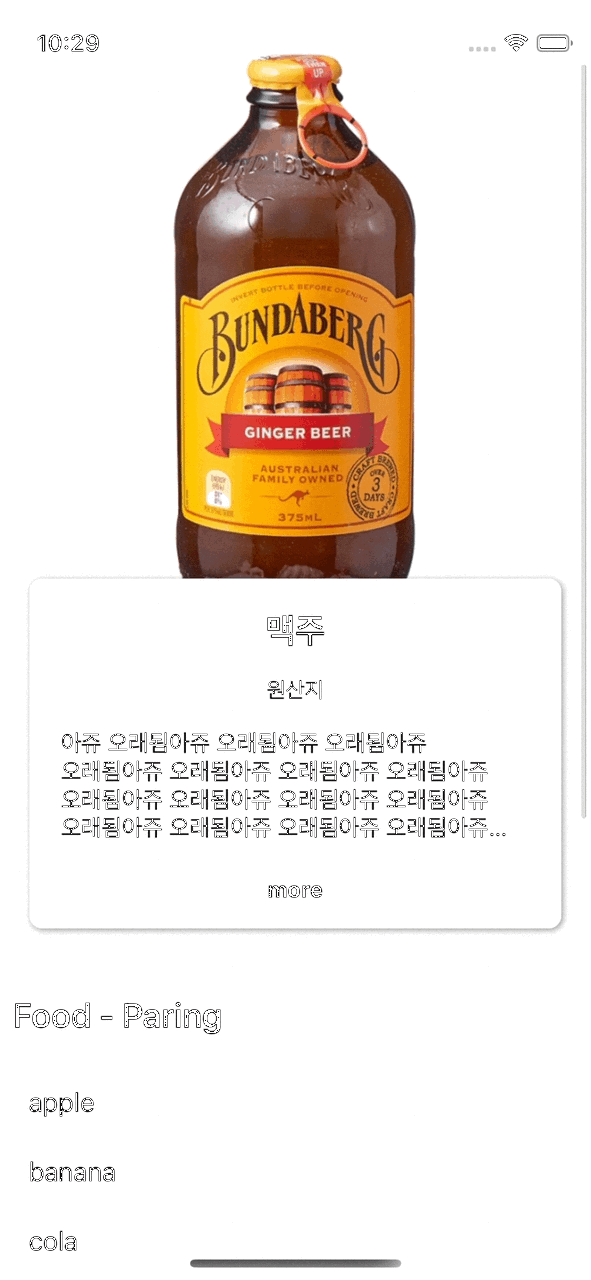 10:29
THEN
UP
INVERT BOTTLE BEFORE OPENING
BUNDABERG
GINGER BEER
AUSTRALIAN
FAMILY OWNED
375mL
CRAFT BREWED
OVER
3
DAYS
CRAFT BREWED
맥주
원산지
아쥬 오래됨아쥬 오래됨아쥬 오래됨아쥬
오래됨아쥬 오래됨아쥬 오래됨아쥬 오래됨아쥬
오래됨아쥬 오래됨아쥬 오래됨아쥬 오래됨아쥬
오래됨아쥬 오래됨아쥬 오래됨아쥬 오래됨아쥬...
more
Food - Paring
apple
banana
cola